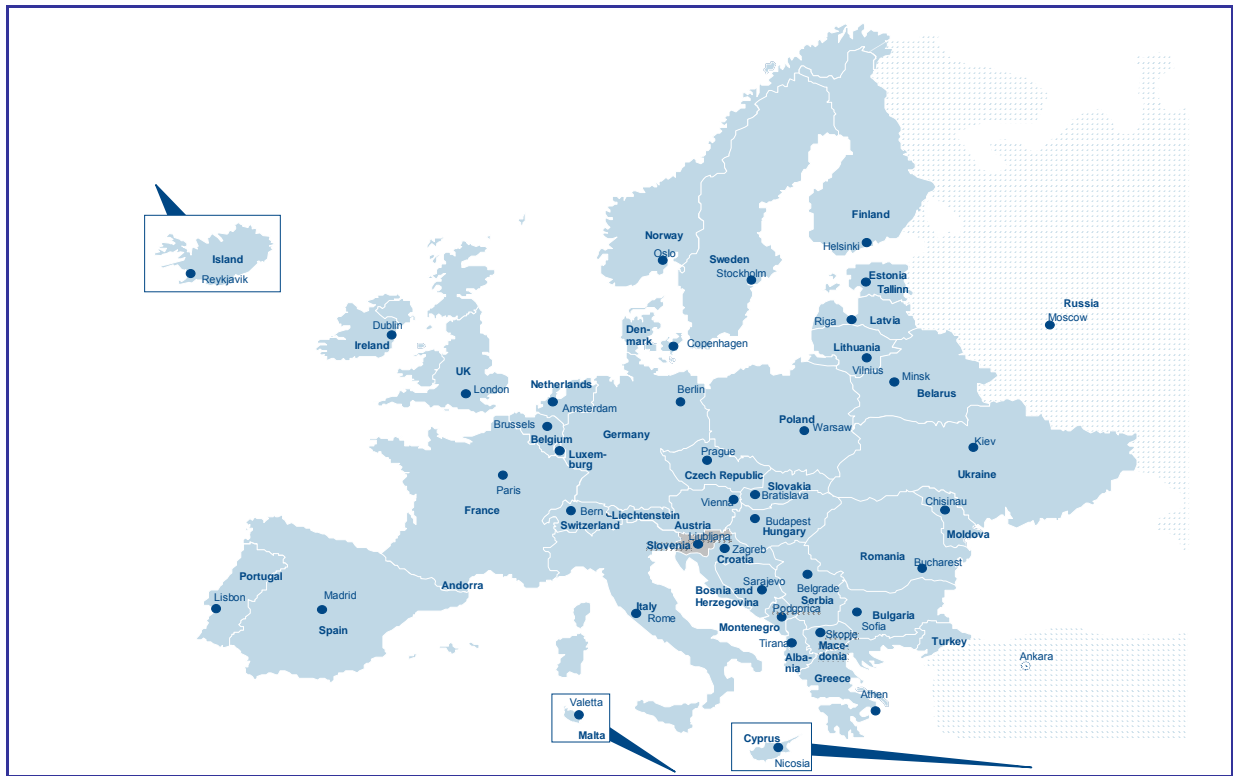 Finland
Helsinki
Norway
Oslo
Sweden
Stockholm
Island
Reykjavik
Estonia
Tallinn
Russia
Moscow
Riga
Latvia
Dublin
Ireland
Den-
mark
Copenhagen
Lithuania
Vilnius
Minsk
Belarus
UK
London
Netherlands
Amsterdam
Berlin
Brussels
Belgium
Germany
Luxem-
burg
Poland
Warsaw
Kiev
Ukraine
Prague
Czech Republic
Paris
France
Slovakia
Bratislava
Vienna
Chisinau
Moldova
Bern
Liechtenstein
Switzerland
Austria
Budapest
Hungary
Ljubljana
Slovenia
Zagreb
Croatia
Romania
Bucharest
Portugal
Lisbon
Madrid
Spain
Andorra
Italy
Rome
Sarajevo
Bosnia and
Herzegovina
Belgrade
Serbia
Podgorica
Montenegro
Bulgaria
Sofia
Skopje
Mace-
donia
Tirana
Alba-
nia
Turkey
Ankara
Greece
Athen
Valetta
Malta
Cyprus
Nicosia